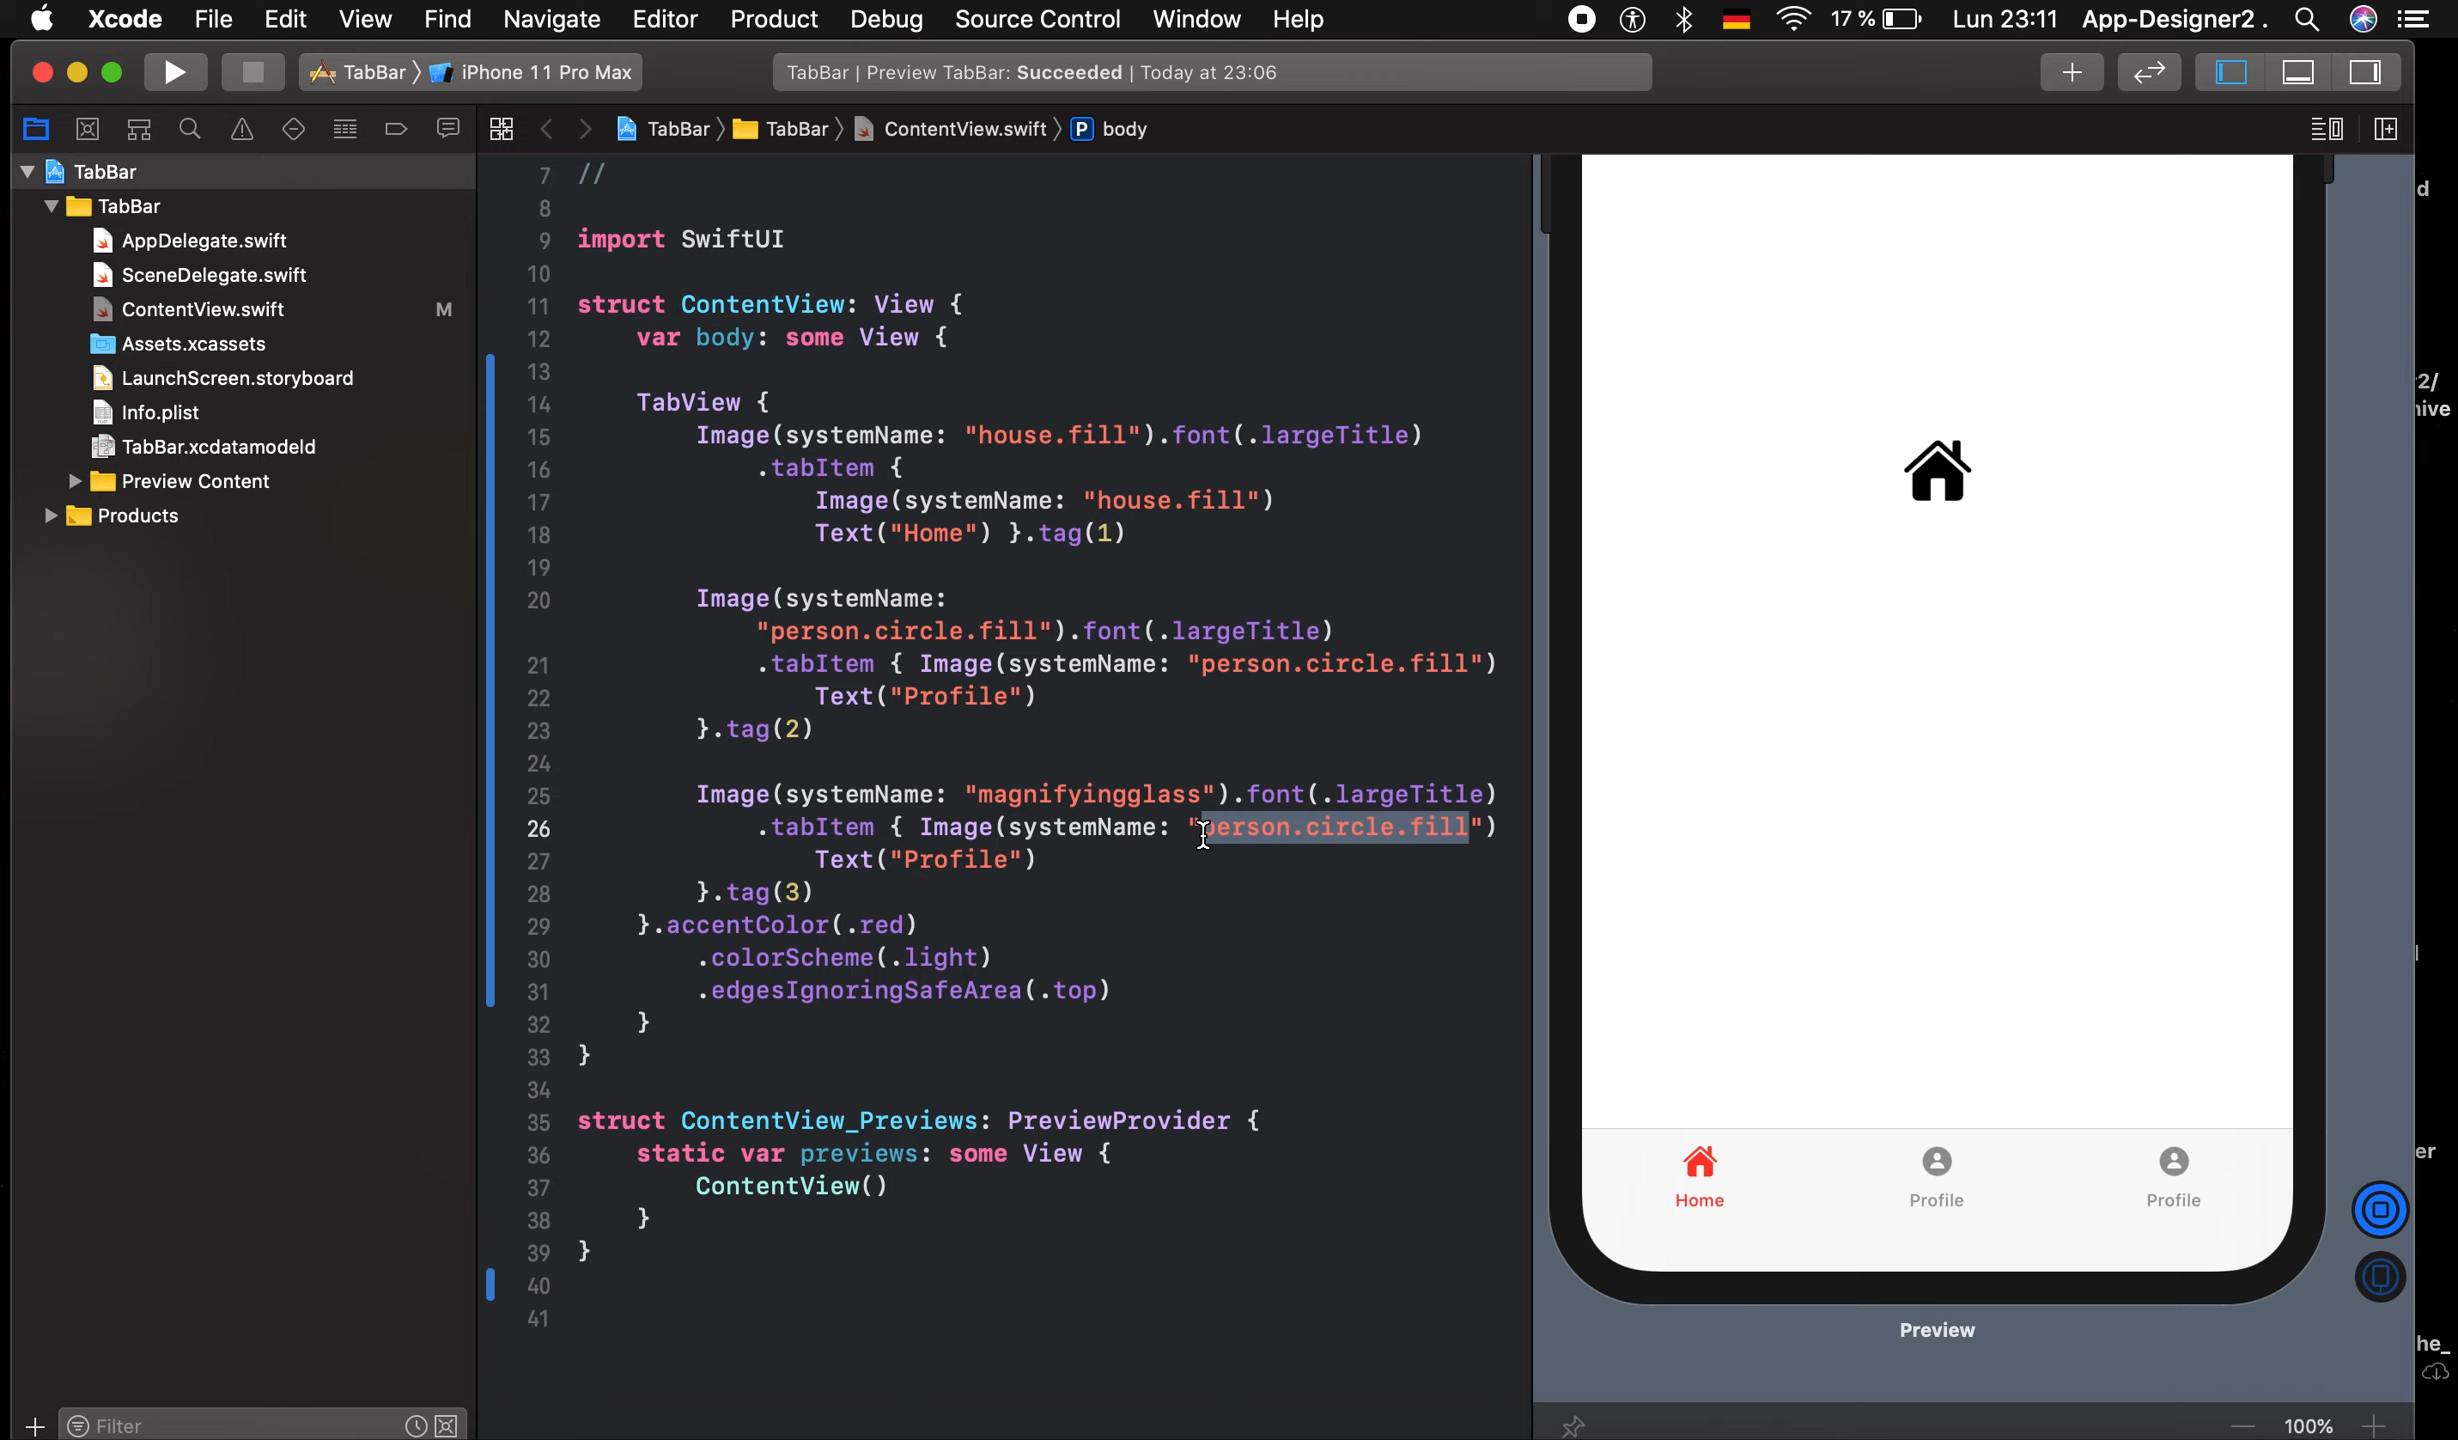 Xcode File Edit View Find Navigate Editor Product Debug Source Control Window Help 17 % Lun 23:11 App-Designer2 .
TabBar iPhone 11 Pro Max TabBar | Preview TabBar: Succeeded | Today at 23:06
TabBar TabBar ContentView.swift P body
TabBar
TabBar
AppDelegate.swift
SceneDelegate.swift
ContentView.swift M
Assets.xcassets
LaunchScreen.storyboard
Info.plist
TabBar.xcdatamodeld
Preview Content
Products
Filter
7 //
8
9 import SwiftUI
10
11 struct ContentView: View {
12 var body: some View {
13
14 TabView {
15 Image(systemName: "house.fill").font(.largeTitle)
16 .tabItem {
17 Image(systemName: "house.fill")
18 Text("Home") }.tag(1)
19
20 Image(systemName:
"person.circle.fill").font(.largeTitle)
21 .tabItem { Image(systemName: "person.circle.fill")
22 Text("Profile")
23 }.tag(2)
24
25 Image(systemName: "magnifyingglass").font(.largeTitle)
26 .tabItem { Image(systemName: "person.circle.fill")
27 Text("Profile")
28 }.tag(3)
29 }.accentColor(.red)
30 .colorScheme(.light)
31 .edgesIgnoringSafeArea(.top)
32 }
33 }
34
35 struct ContentView_Previews: PreviewProvider {
36 static var previews: some View {
37 ContentView()
38 }
39 }
40
41
Home Profile Profile
Preview
100%
d
2/
ive
er
he_